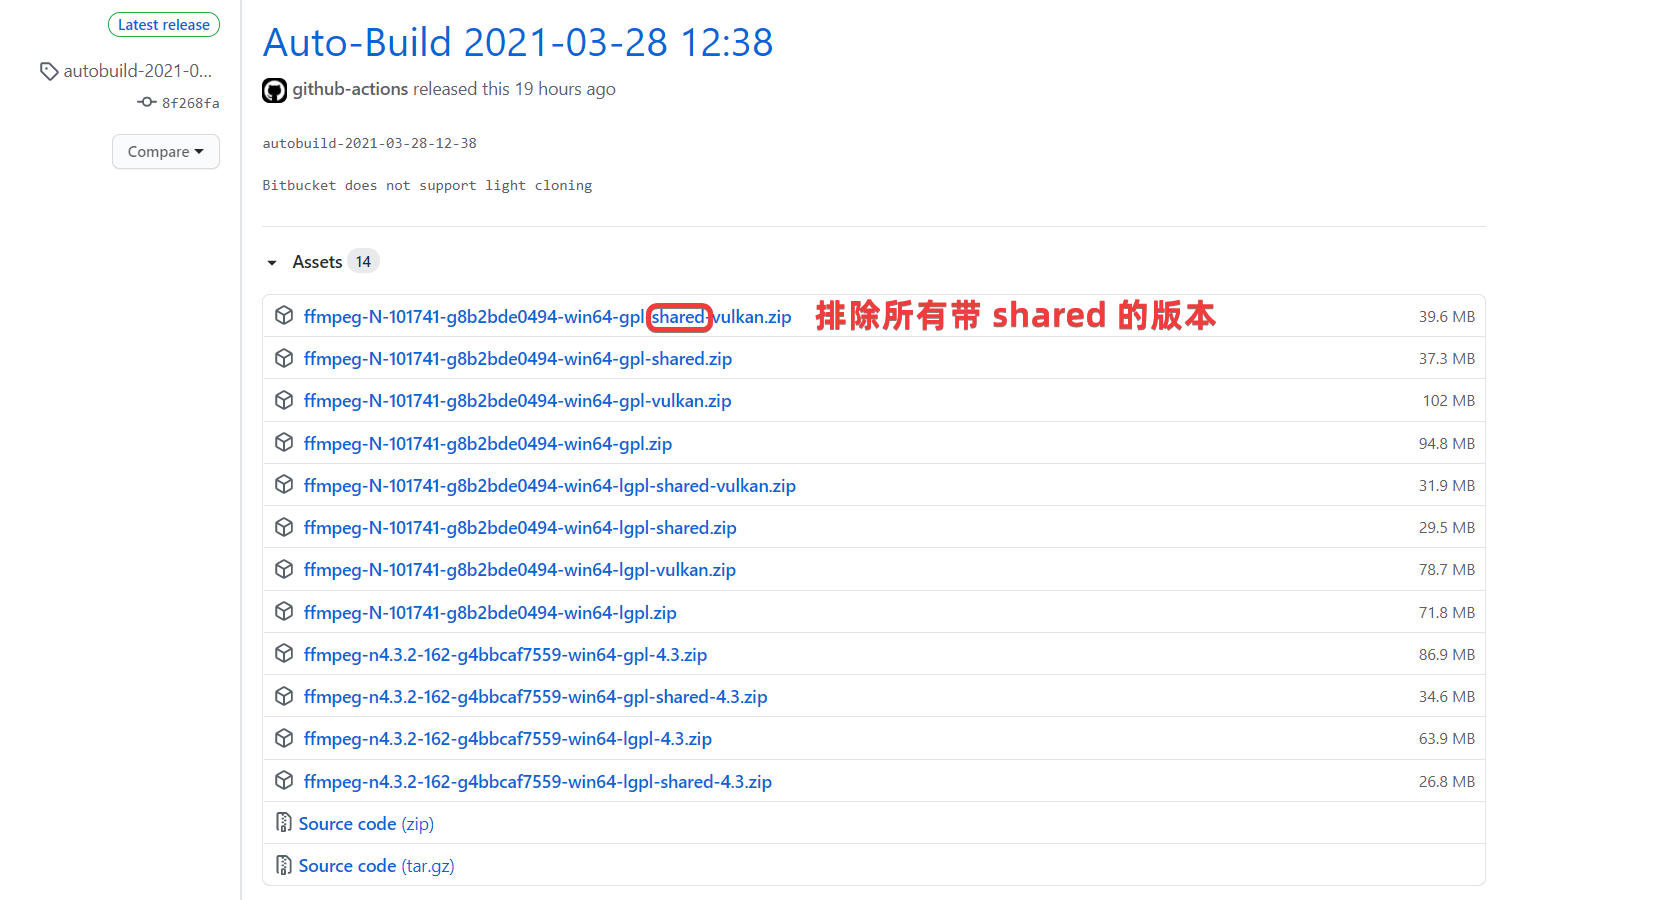 Latest release
autobuild-2021-0...
8f268fa
Compare
Auto-Build 2021-03-28 12:38
github-actions released this 19 hours ago
autobuild-2021-03-28-12-38
Bitbucket does not support light cloning
Assets 14
ffmpeg-N-101741-g8b2bde0494-win64-gpl-shared-vulkan.zip 排除所有带 shared 的版本 39.6 MB
ffmpeg-N-101741-g8b2bde0494-win64-gpl-shared.zip 37.3 MB
ffmpeg-N-101741-g8b2bde0494-win64-gpl-vulkan.zip 102 MB
ffmpeg-N-101741-g8b2bde0494-win64-gpl.zip 94.8 MB
ffmpeg-N-101741-g8b2bde0494-win64-lgpl-shared-vulkan.zip 31.9 MB
ffmpeg-N-101741-g8b2bde0494-win64-lgpl-shared.zip 29.5 MB
ffmpeg-N-101741-g8b2bde0494-win64-lgpl-vulkan.zip 78.7 MB
ffmpeg-N-101741-g8b2bde0494-win64-lgpl.zip 71.8 MB
ffmpeg-n4.3.2-162-g4bbcaf7559-win64-gpl-4.3.zip 86.9 MB
ffmpeg-n4.3.2-162-g4bbcaf7559-win64-gpl-shared-4.3.zip 34.6 MB
ffmpeg-n4.3.2-162-g4bbcaf7559-win64-lgpl-4.3.zip 63.9 MB
ffmpeg-n4.3.2-162-g4bbcaf7559-win64-lgpl-shared-4.3.zip 26.8 MB
Source code (zip)
Source code (tar.gz)